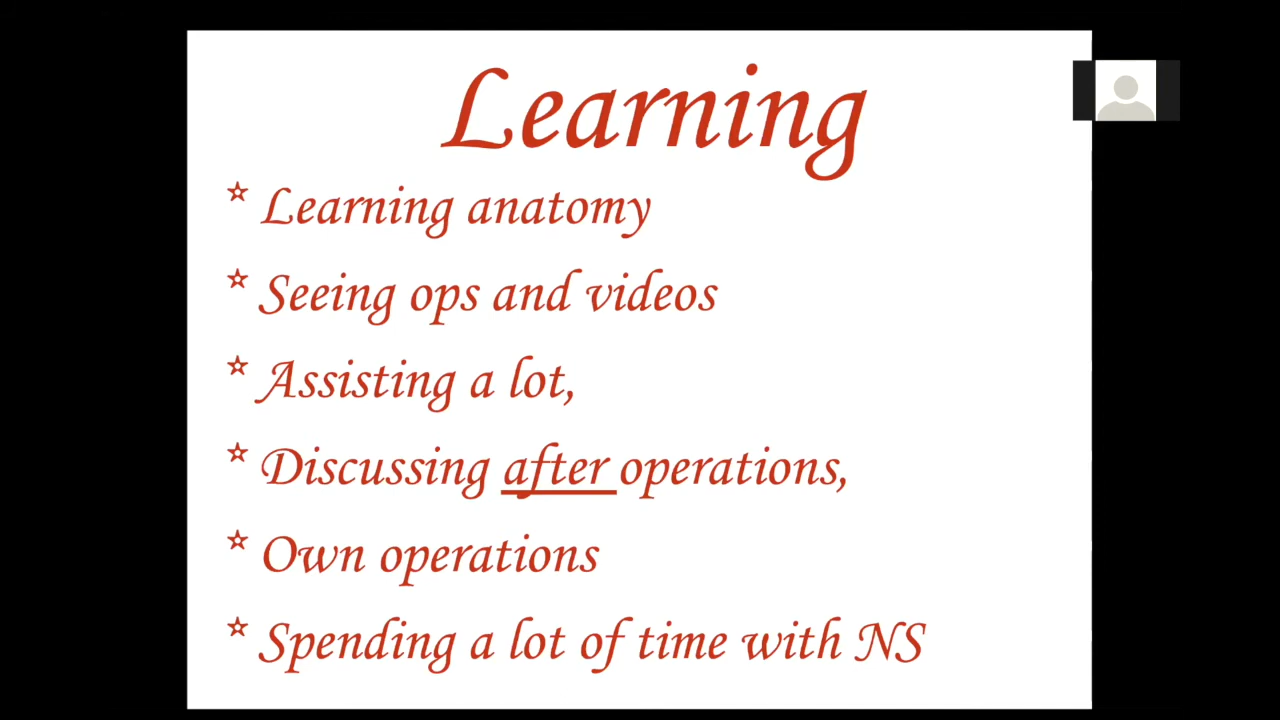 Learning
* Learning anatomy
* Seeing ops and videos
* Assisting a lot,
* Discussing after operations,
* Own operations
* Spending a lot of time with NS